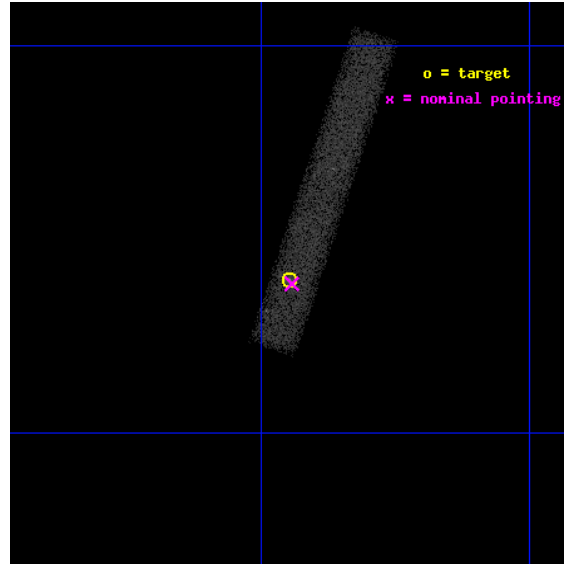 o = target
x = nominal pointing